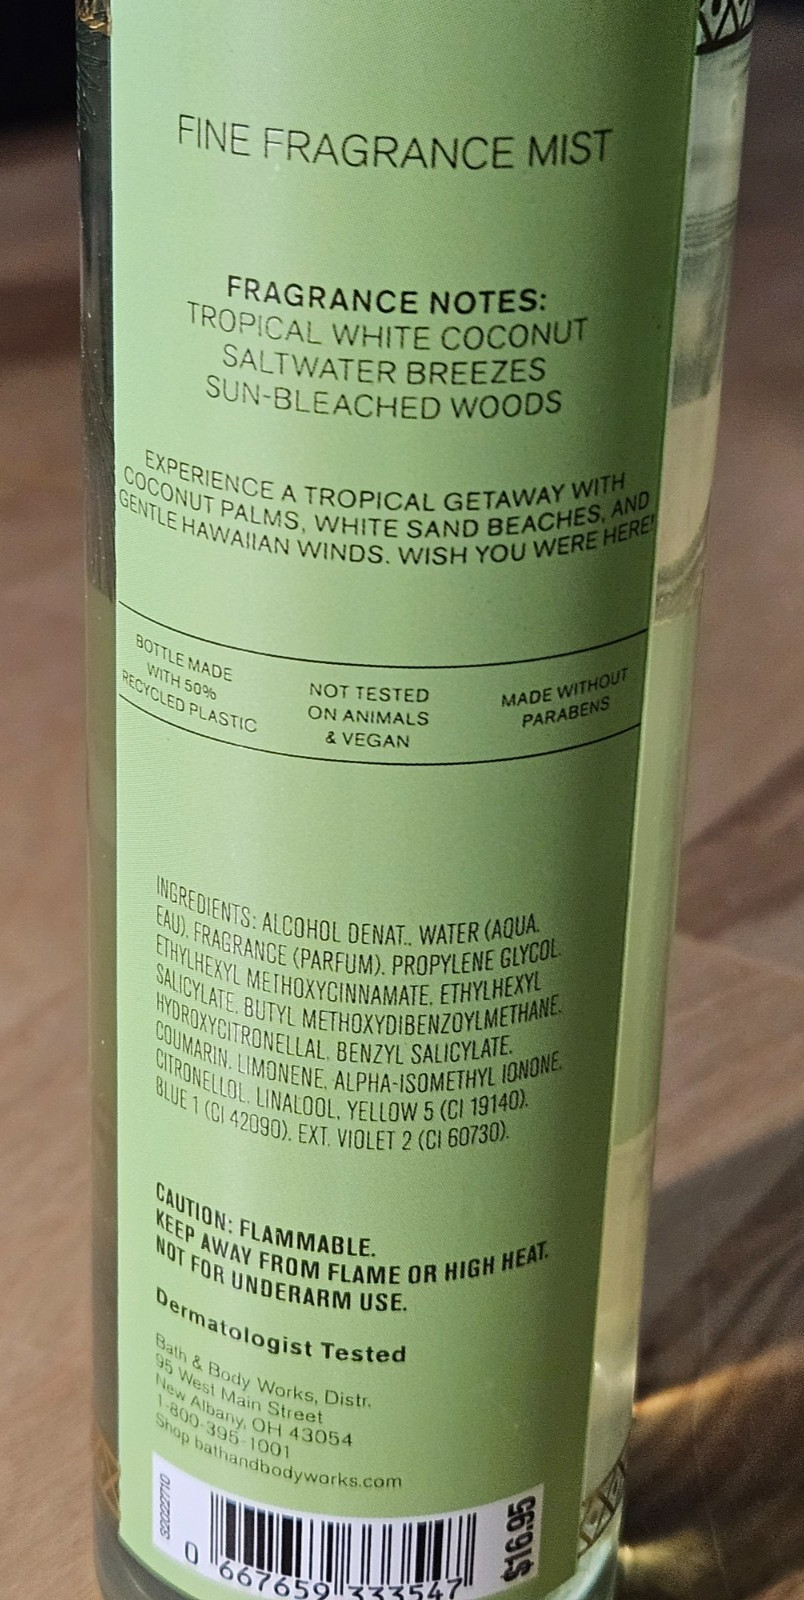 FINE FRAGRANCE MIST
FRAGRANCE NOTES:
TROPICAL WHITE COCONUT
SALTWATER BREEZES
SUN-BLEACHED WOODS
EXPERIENCE A TROPICAL GETAWAY WITH
COCONUT PALMS, WHITE SAND BEACHES, AND
GENTLE HAWAIIAN WINDS. WISH YOU WERE HERE!
BOTTLE MADE
WITH 50%
RECYCLED PLASTIC
NOT TESTED
ON ANIMALS
& VEGAN
MADE WITHOUT
PARABENS
INGREDIENTS: ALCOHOL DENAT., WATER (AQUA,
EAU), FRAGRANCE (PARFUM), PROPYLENE GLYCOL,
ETHYLHEXYL METHOXYCINNAMATE, ETHYLHEXYL
SALICYLATE, BUTYL METHOXYDIBENZOYLMETHANE,
HYDROXYCITRONELLAL, BENZYL SALICYLATE,
COUMARIN, LIMONENE, ALPHA-ISOMETHYL IONONE,
CITRONELLOL, LINALOOL, YELLOW 5 (CI 19140),
BLUE 1 (CI 42090), EXT. VIOLET 2 (CI 60730).
CAUTION: FLAMMABLE.
KEEP AWAY FROM FLAME OR HIGH HEAT.
NOT FOR UNDERARM USE.
Dermatologist Tested
Bath & Body Works, Distr.
95 West Main Street
New Albany, OH 43054
1-800-395-1001
Shop bathandbodyworks.com
0 667659 333547
$16.95